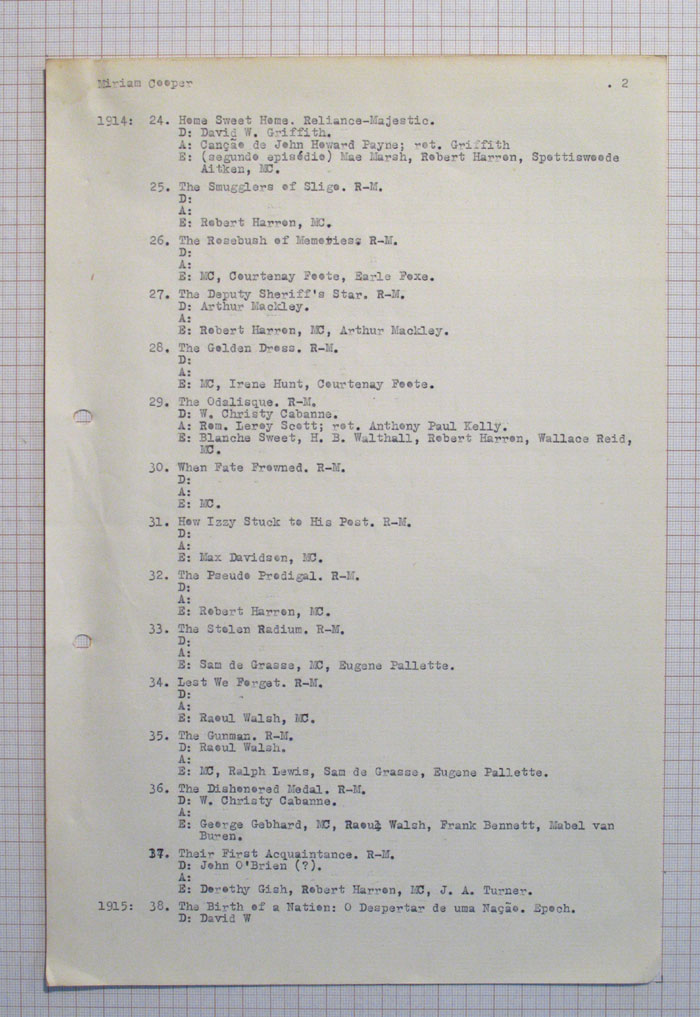 Miriam Cooper . 2
1914: 24. Home Sweet Home. Reliance-Majestic.
D: David W. Griffith.
A: Canção de John Howard Payne; rot. Griffith
E: (segundo episódio) Mae Marsh, Robert Harron, Spottiswoode
Aitken, MC.
25. The Smugglers of Sligo. R-M.
D:
A:
E: Robert Harron, MC.
26. The Rosebush of Memories. R-M.
D:
A:
E: MC, Courtenay Foote, Earle Foxe.
27. The Deputy Sheriff's Star. R-M.
D: Arthur Mackley.
A:
E: Robert Harron, MC, Arthur Mackley.
28. The Golden Dress. R-M.
D:
A:
E: MC, Irene Hunt, Courtenay Foote.
29. The Odalisque. R-M.
D: W. Christy Cabanne.
A: Rom. Leroy Scott; rot. Anthony Paul Kelly.
E: Blanche Sweet, H. B. Walthall, Robert Harron, Wallace Reid,
MC.
30. When Fate Frowned. R-M.
D:
A:
E: MC.
31. How Izzy Stuck to His Post. R-M.
D:
A:
E: Max Davidson, MC.
32. The Pseudo Prodigal. R-M.
D:
A:
E: Robert Harron, MC.
33. The Stolen Radium. R-M.
D:
A:
E: Sam de Grasse, MC, Eugene Pallette.
34. Lest We Forget. R-M.
D:
A:
E: Raoul Walsh, MC.
35. The Gunman. R-M.
D: Raoul Walsh.
A:
E: MC, Ralph Lewis, Sam de Grasse, Eugene Pallette.
36. The Dishonored Medal. R-M.
D: W. Christy Cabanne.
A:
E: George Gebhard, MC, Raoul Walsh, Frank Bennett, Mabel van
Buren.
37. Their First Acquaintance. R-M.
D: John O'Brien (?).
A:
E: Dorothy Gish, Robert Harron, MC, J. A. Turner.
1915: 38. The Birth of a Nation: O Despertar de uma Nação. Epoch.
D: David W